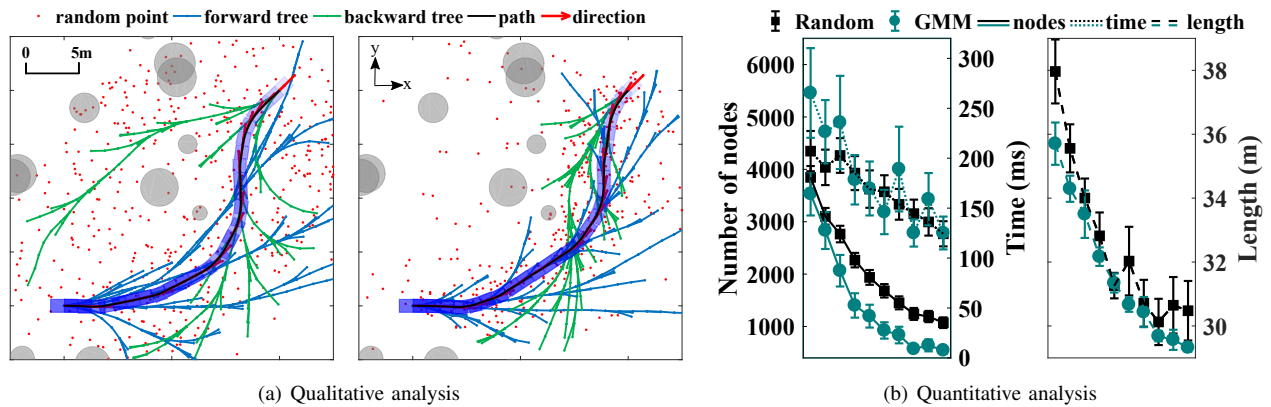 random point forward tree backward tree path direction
0 5m
y
x
Random GMM nodes time length
Number of nodes
6000
5000
4000
3000
2000
1000
300
250
200
150
100
50
0
Time (ms)
38
36
34
32
30
Length (m)
(a) Qualitative analysis
(b) Quantitative analysis